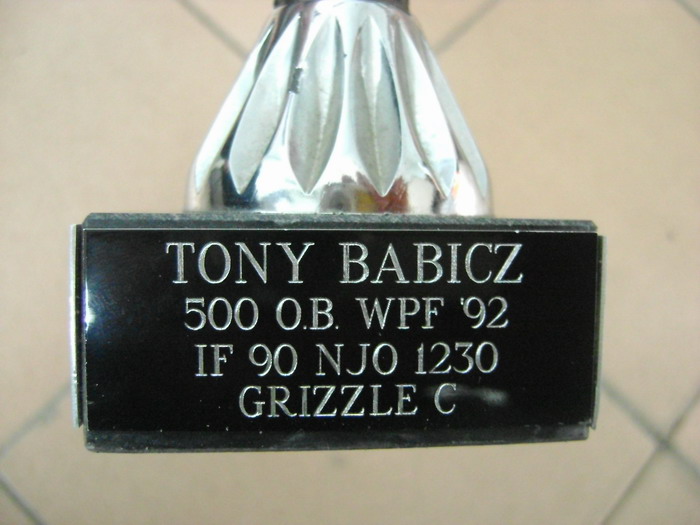 TONY BABICZ
500 O.B. WPF '92
IF 90 NJO 1230
GRIZZLE C